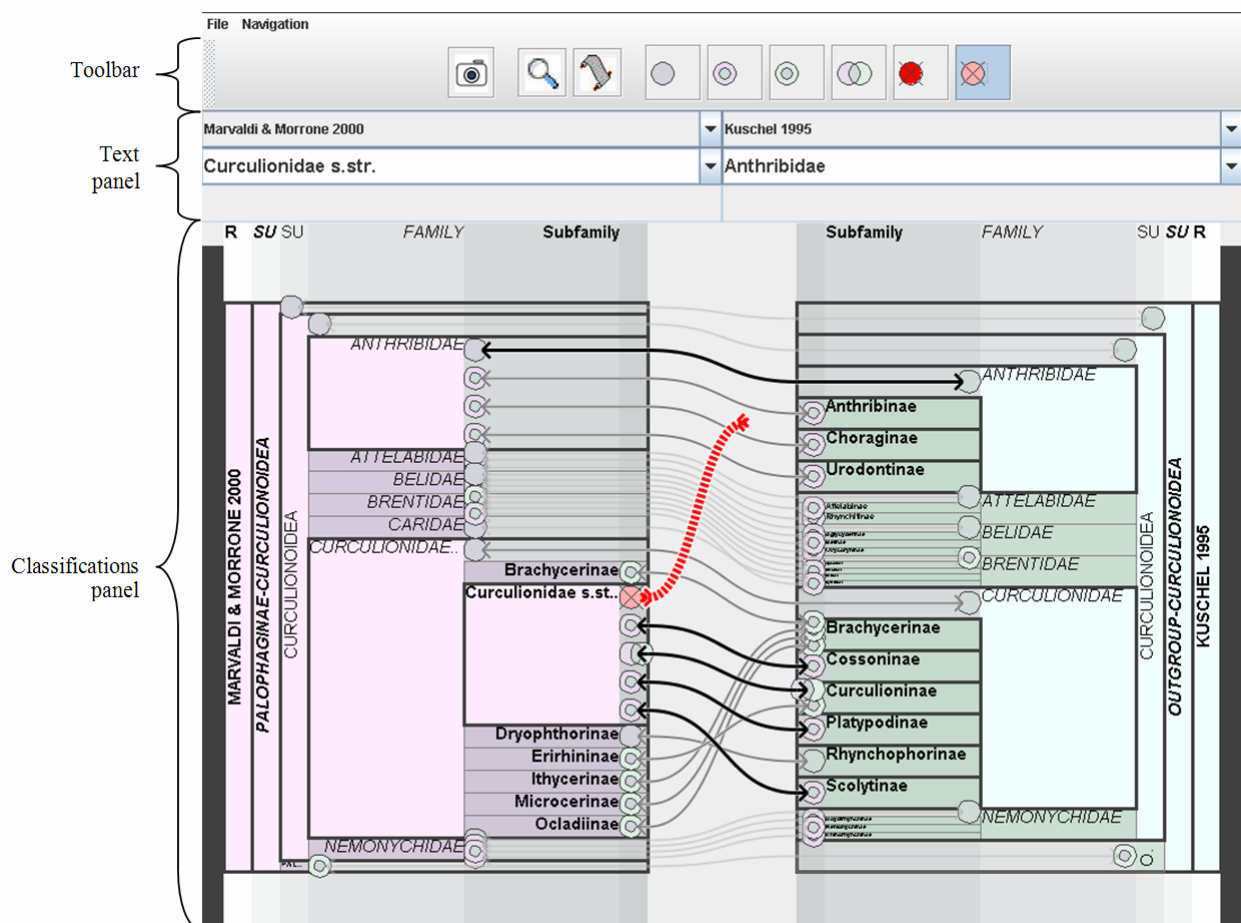 File Navigation
Toolbar
Marvaldi & Morrone 2000 Kuschel 1995
Text
panel
Curculionidae s.str. Anthribidae
R SU SU FAMILY Subfamily Subfamily FAMILY SU SU R
ANTHRIBIDAE
ANTHRIBIDAE
Anthribinae
Choraginae
Urodontinae
ATTELABIDAE
ATTELABIDAE
Attelabinae
Rhynchitinae
BELIDAE
BELIDAE
BRENTIDAE
CARIDAE
CURCULIONIDAE..
BRENTIDAE
Classifications
panel
Brachycerinae
Curculionidae s.st..
CURCULIONIDAE
Brachycerinae
Cossoninae
Curculioninae
Platypodinae
Dryophthorinae
Rhynchophorinae
Erirhininae
Ithycerinae
Scolytinae
Microcerinae
Ocladiinae
NEMONYCHIDAE
NEMONYCHIDAE
MARVALDI & MORRONE 2000
PALOPHAGINAE-CURCULIONOIDEA
CURCULIONOIDEA
CURCULIONOIDEA
OUTGROUP-CURCULIONOIDEA
KUSCHEL 1995
PAL..
O.